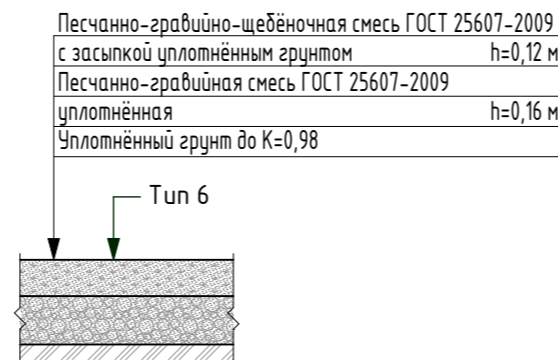 Песчанно-гравийно-щебёночная смесь ГОСТ 25607-2009
с засыпкой уплотнённым грунтом h=0,12 м
Песчанно-гравийная смесь ГОСТ 25607-2009
уплотнённая h=0,16 м
Уплотнённый грунт до К=0,98
Тип 6